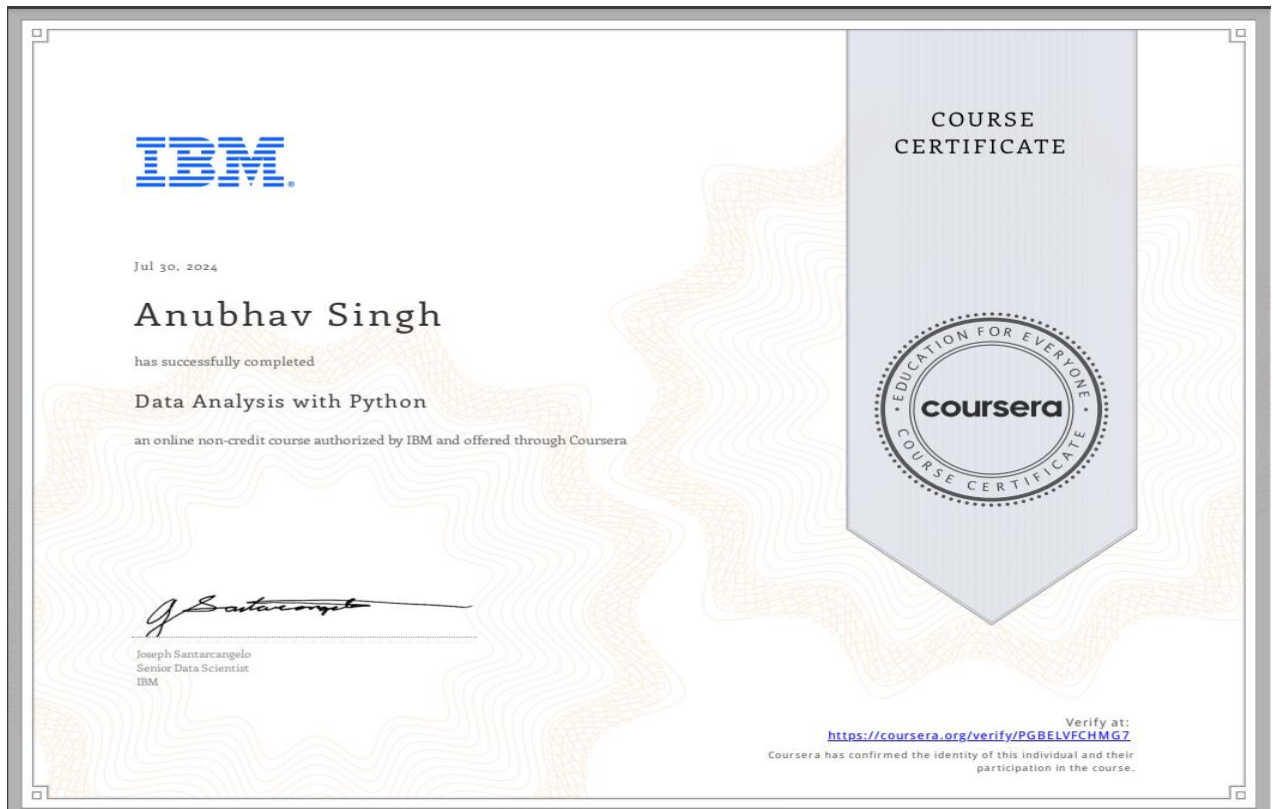 COURSE
CERTIFICATE
IBM®
Jul 30, 2024
Anubhav Singh
has successfully completed
Data Analysis with Python
an online non-credit course authorized by IBM and offered through Coursera
EDUCATION FOR EVERYONE
coursera
COURSE CERTIFICATE
J Santarcangelo
Joseph Santarcangelo
Senior Data Scientist
IBM
Verify at:
https://coursera.org/verify/PGBELVFCHMG7
Coursera has confirmed the identity of this individual and their
participation in the course.